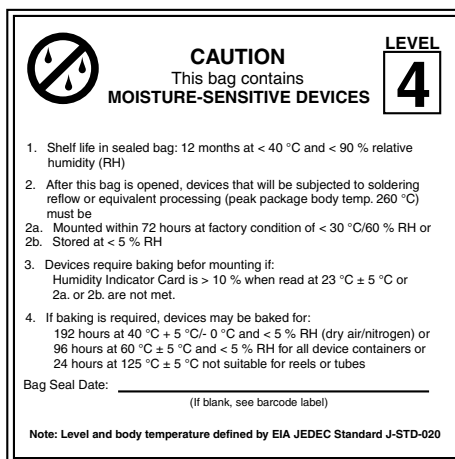 LEVEL
CAUTION
4
This bag contains
MOISTURE-SENSITIVE DEVICES
1. Shelf life in sealed bag: 12 months at < 40 °C and < 90 % relative
humidity (RH)
2. After this bag is opened, devices that will be subjected to soldering
reflow or equivalent processing (peak package body temp. 260 °C)
must be
2a. Mounted within 72 hours at factory condition of < 30 °C/60 % RH or
2b. Stored at < 5 % RH
3. Devices require baking befor mounting if:
Humidity Indicator Card is > 10 % when read at 23 °C ± 5 °C or
2a. or 2b. are not met.
4. If baking is required, devices may be baked for:
192 hours at 40 °C + 5 °C/- 0 °C and < 5 % RH (dry air/nitrogen) or
96 hours at 60 °C ± 5 °C and < 5 % RH for all device containers or
24 hours at 125 °C ± 5 °C not suitable for reels or tubes
Bag Seal Date:
(If blank, see barcode label)
Note: Level and body temperature defined by EIA JEDEC Standard J-STD-020